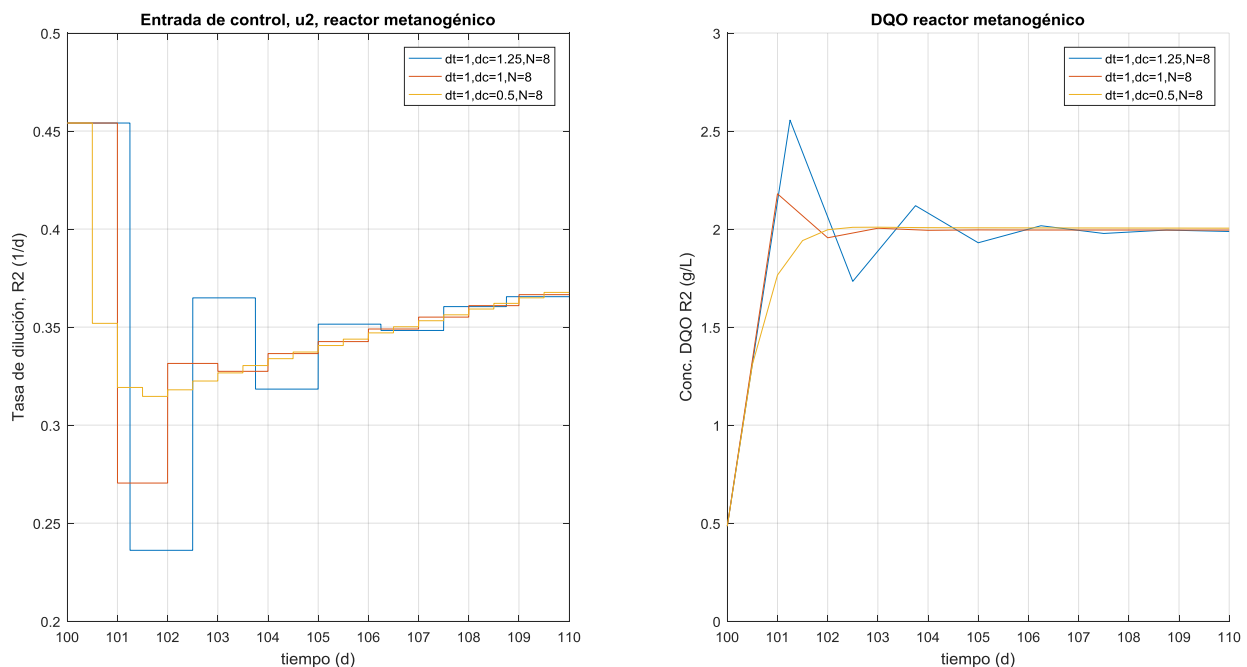 Entrada de control, u2, reactor metanogénico
dt=1,dc=1.25,N=8
dt=1,dc=1,N=8
dt=1,dc=0.5,N=8
Tasa de dilución, R2 (1/d)
0.5
0.45
0.4
0.35
0.3
0.25
0.2
100 101 102 103 104 105 106 107 108 109 110
tiempo (d)
DQO reactor metanogénico
dt=1,dc=1.25,N=8
dt=1,dc=1,N=8
dt=1,dc=0.5,N=8
Conc. DQO R2 (g/L)
3
2.5
2
1.5
1
0.5
0
100 101 102 103 104 105 106 107 108 109 110
tiempo (d)